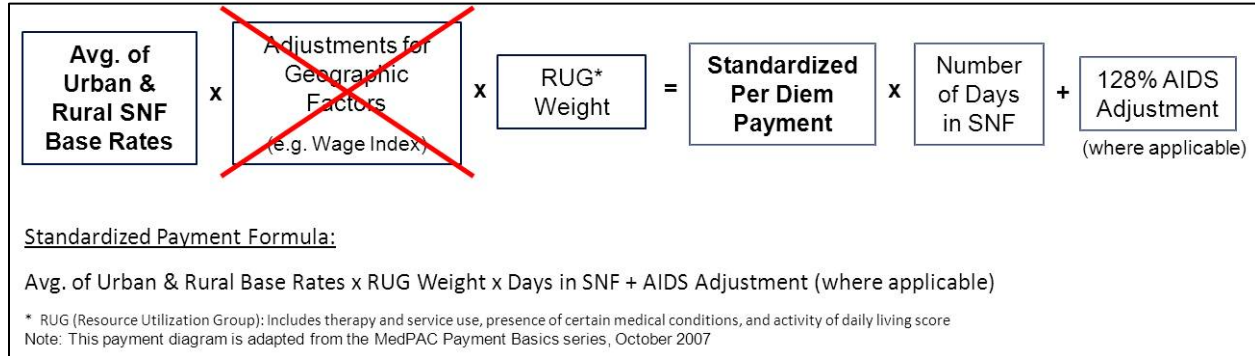 Avg. of
Urban &
Rural SNF
Base Rates
x
Adjustments for
Geographic
Factors
(e.g. Wage Index)
x
RUG*
Weight
=
Standardized
Per Diem
Payment
x
Number
of Days
in SNF
+
128% AIDS
Adjustment
(where applicable)
Standardized Payment Formula:
Avg. of Urban & Rural Base Rates x RUG Weight x Days in SNF + AIDS Adjustment (where applicable)
* RUG (Resource Utilization Group): Includes therapy and service use, presence of certain medical conditions, and activity of daily living score
Note: This payment diagram is adapted from the MedPAC Payment Basics series, October 2007